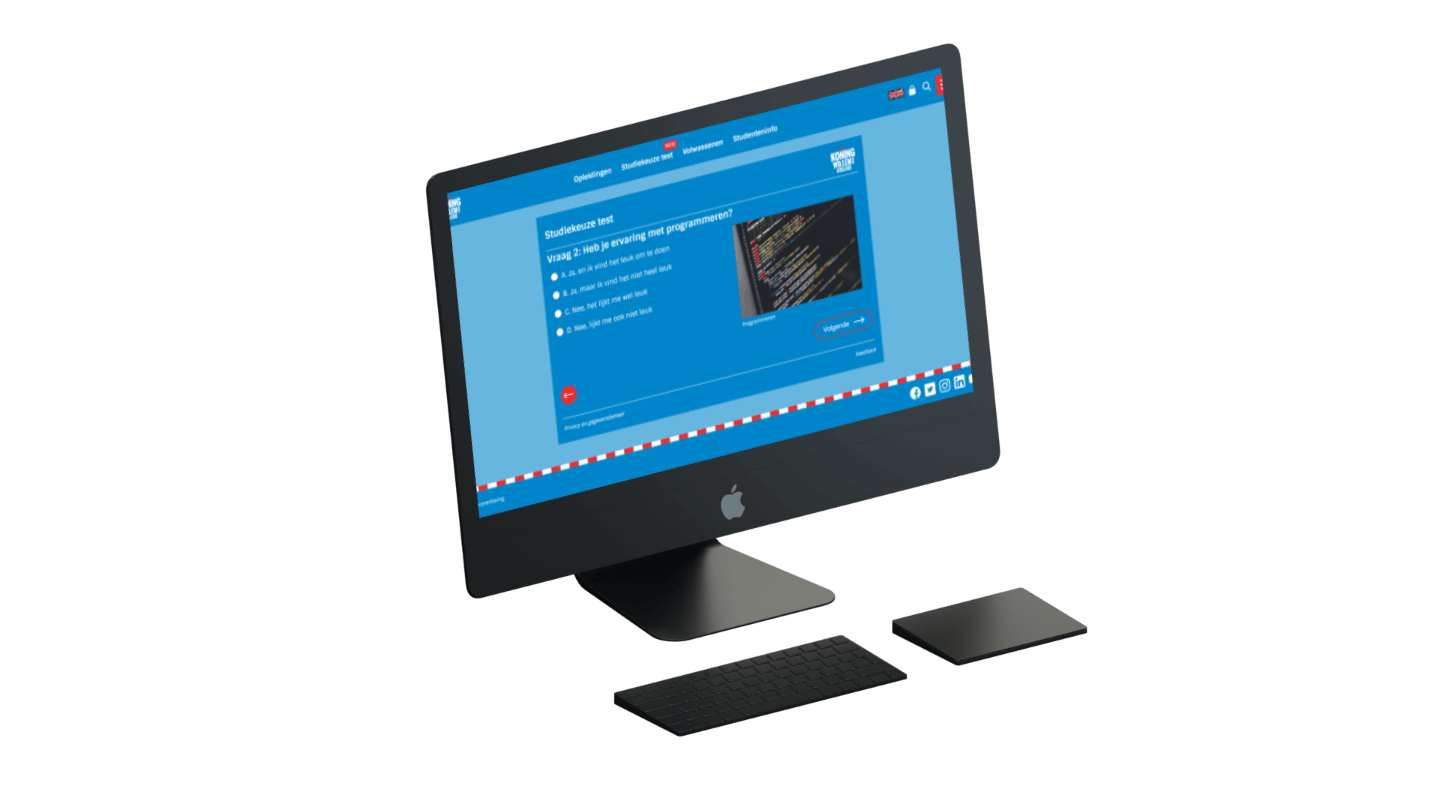 Opleidingen Studiekeuze test NEW Volwassenen Studenteninfo
KONING
WILLEM I
Studiekeuze test
Vraag 2: Heb je ervaring met programmeren?
A. Ja, en ik vind het leuk om te doen
B. Ja, maar ik vind het niet heel leuk
C. Nee, het lijkt me wel leuk
D. Nee, lijkt me ook niet leuk
Programmeren
Volgende
Feedback
Privacy en gegevensbeheer